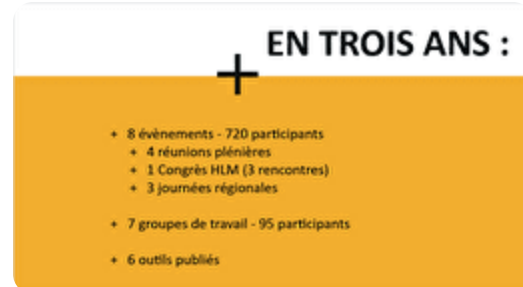 EN TROIS ANS :
+ 8 évènements - 720 participants
+ 4 réunions plénières
+ 1 Congrès HLM (3 rencontres)
+ 3 journées régionales
+ 7 groupes de travail - 95 participants
+ 6 outils publiés